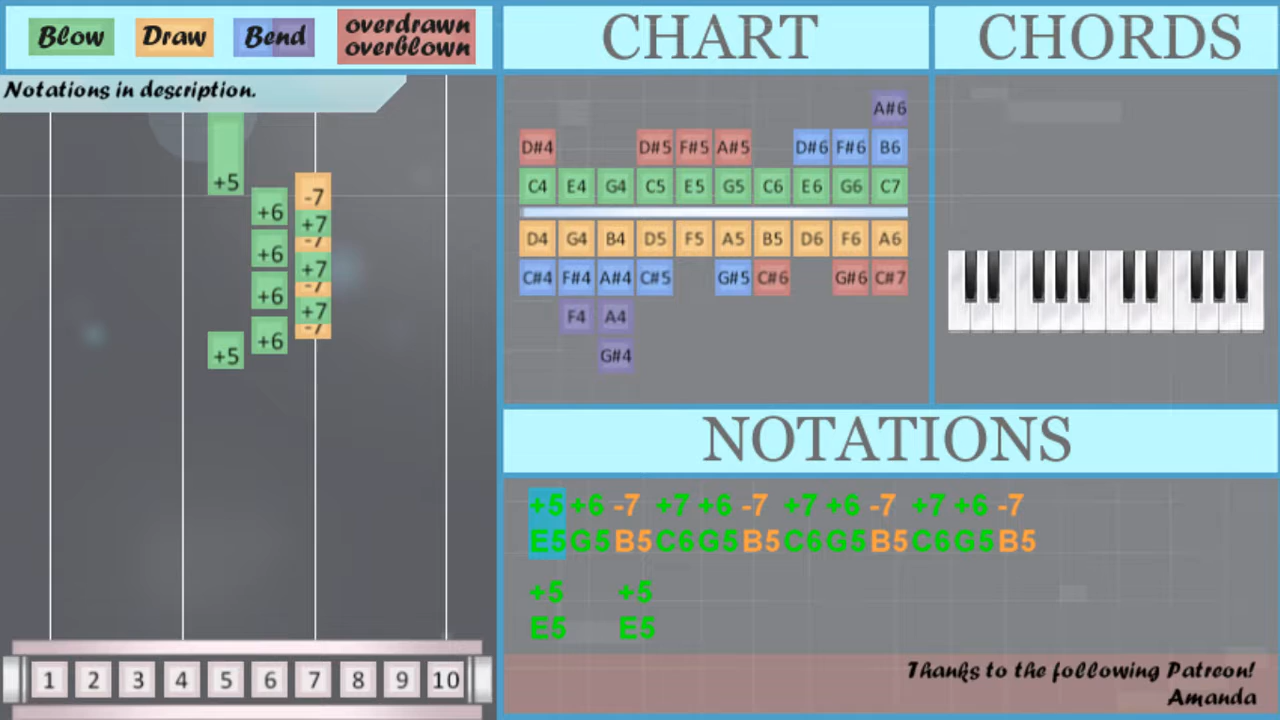 Blow Draw Bend overdrawn
overblown
CHART
CHORDS
Notations in description.
+5
-7
+6
+7
-7
+6
+7
-7
+6
+7
-7
+6
+5
1 2 3 4 5 6 7 8 9 10
A#6
D#4 D#5 F#5 A#5 D#6 F#6 B6
C4 E4 G4 C5 E5 G5 C6 E6 G6 C7
D4 G4 B4 D5 F5 A5 B5 D6 F6 A6
C#4 F#4 A#4 C#5 G#5 C#6 G#6 C#7
F4 A4
G#4
NOTATIONS
+5 +6 -7 +7 +6 -7 +7 +6 -7 +7 +6 -7
E5 G5 B5 C6 G5 B5 C6 G5 B5 C6 G5 B5
+5 +5
E5 E5
Thanks to the following Patreon!
Amanda